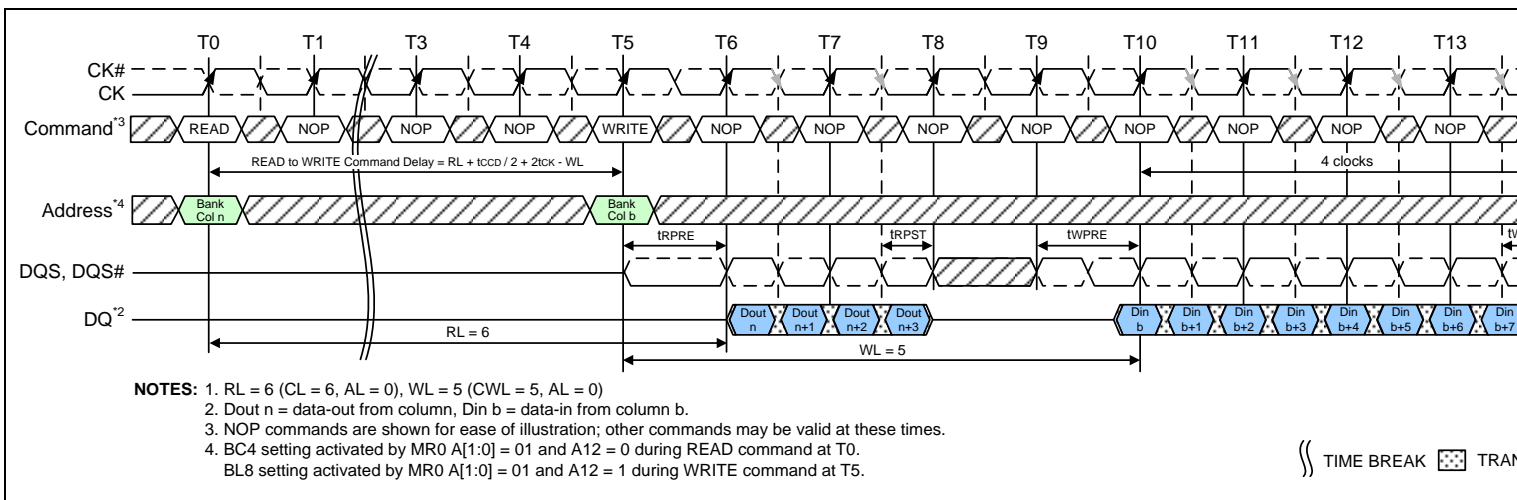 T0 T1 T3 T4 T5 T6 T7 T8 T9 T10 T11 T12 T13
CK#
CK
Command*3 READ NOP NOP NOP WRITE NOP NOP NOP NOP NOP NOP NOP NOP
READ to WRITE Command Delay = RL + tCCD / 2 + 2tCK - WL
4 clocks
Address*4 Bank Col n Bank Col b
tRPRE tRPST tWPRE
DQS, DQS#
DQ*2 Dout n Dout n+1 Dout n+2 Dout n+3 Din b Din b+1 Din b+2 Din b+3 Din b+4 Din b+5 Din b+6 Din b+7
RL = 6
WL = 5
NOTES: 1. RL = 6 (CL = 6, AL = 0), WL = 5 (CWL = 5, AL = 0)
2. Dout n = data-out from column, Din b = data-in from column b.
3. NOP commands are shown for ease of illustration; other commands may be valid at these times.
4. BC4 setting activated by MR0 A[1:0] = 01 and A12 = 0 during READ command at T0.
BL8 setting activated by MR0 A[1:0] = 01 and A12 = 1 during WRITE command at T5.
TIME BREAK